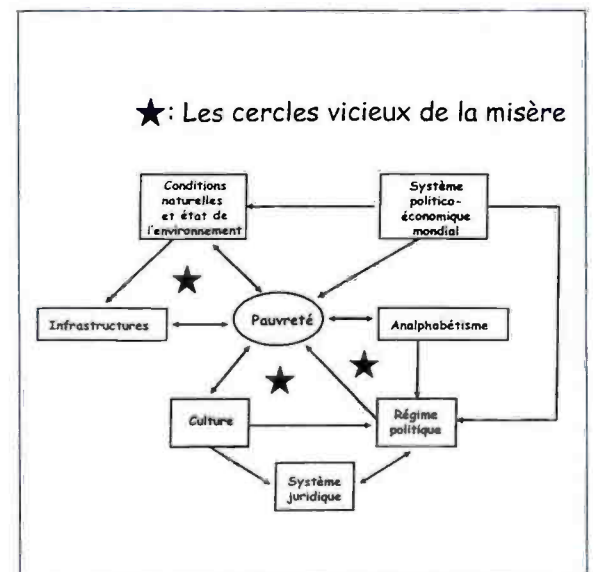 ★: Les cercles vicieux de la misère
Conditions
naturelles
et état de
l'environnement
Système
politico-
économique
mondial
Infrastructures
Pauvreté
Analphabétisme
Culture
Régime
politique
Système
juridique